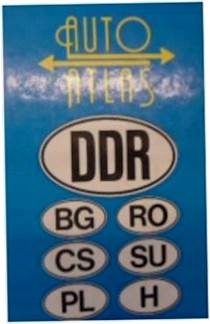 AUTO
ATLAS
DDR
BG RO
CS SU
PL H